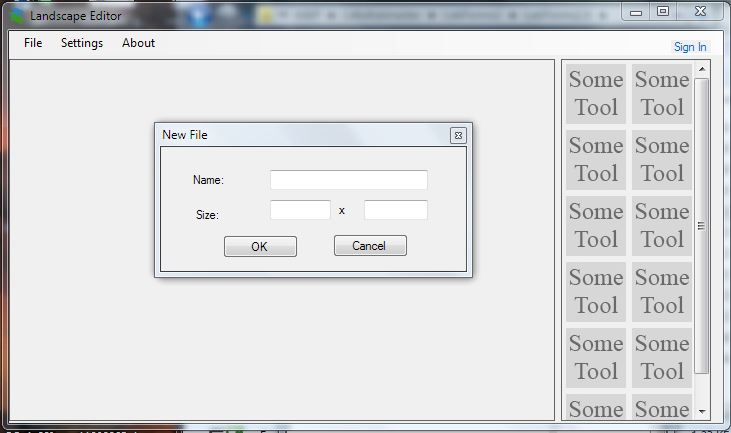 Landscape Editor
File Settings About
Sign In
New File
Name:
Size: x
OK Cancel
Some Some
Tool Tool
Some Some
Tool Tool
Some Some
Tool Tool
Some Some
Tool Tool
Some Some
Tool Tool
Some Some